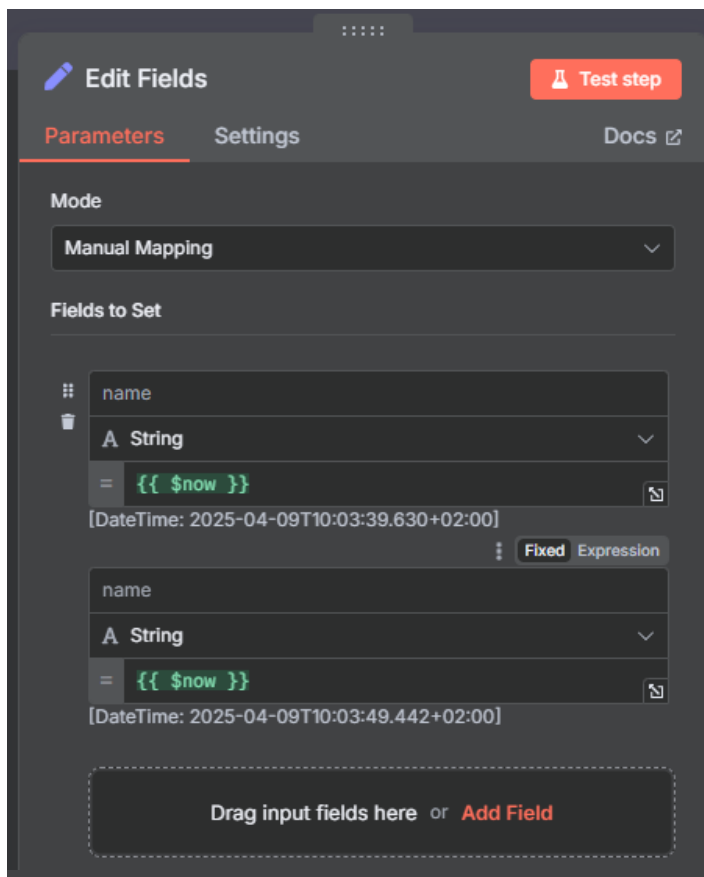 Edit Fields
Test step
Parameters Settings Docs
Mode
Manual Mapping
Fields to Set
name
A String
= {{ $now }}
[DateTime: 2025-04-09T10:03:39.630+02:00]
Fixed Expression
name
A String
= {{ $now }}
[DateTime: 2025-04-09T10:03:49.442+02:00]
Drag input fields here or Add Field